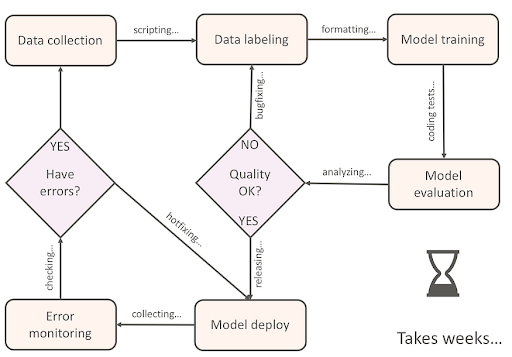 Data collection
scripting...
Data labeling
formatting...
Model training
bugfixing...
coding tests...
YES
Have
errors?
NO
Quality
OK?
YES
analyzing...
Model
evaluation
hotfixing...
checking...
releasing...
Error
monitoring
collecting...
Model deploy
Takes weeks...